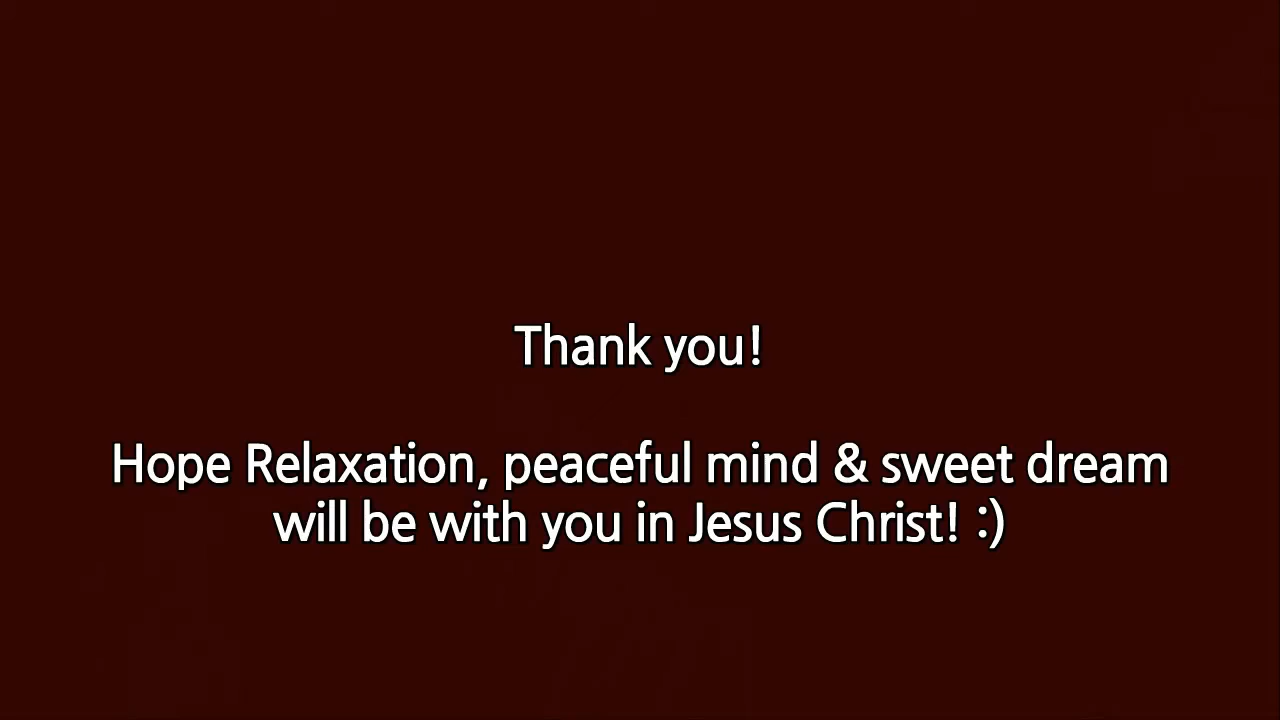 Thank you!
Hope Relaxation, peaceful mind & sweet dream
will be with you in Jesus Christ! :)